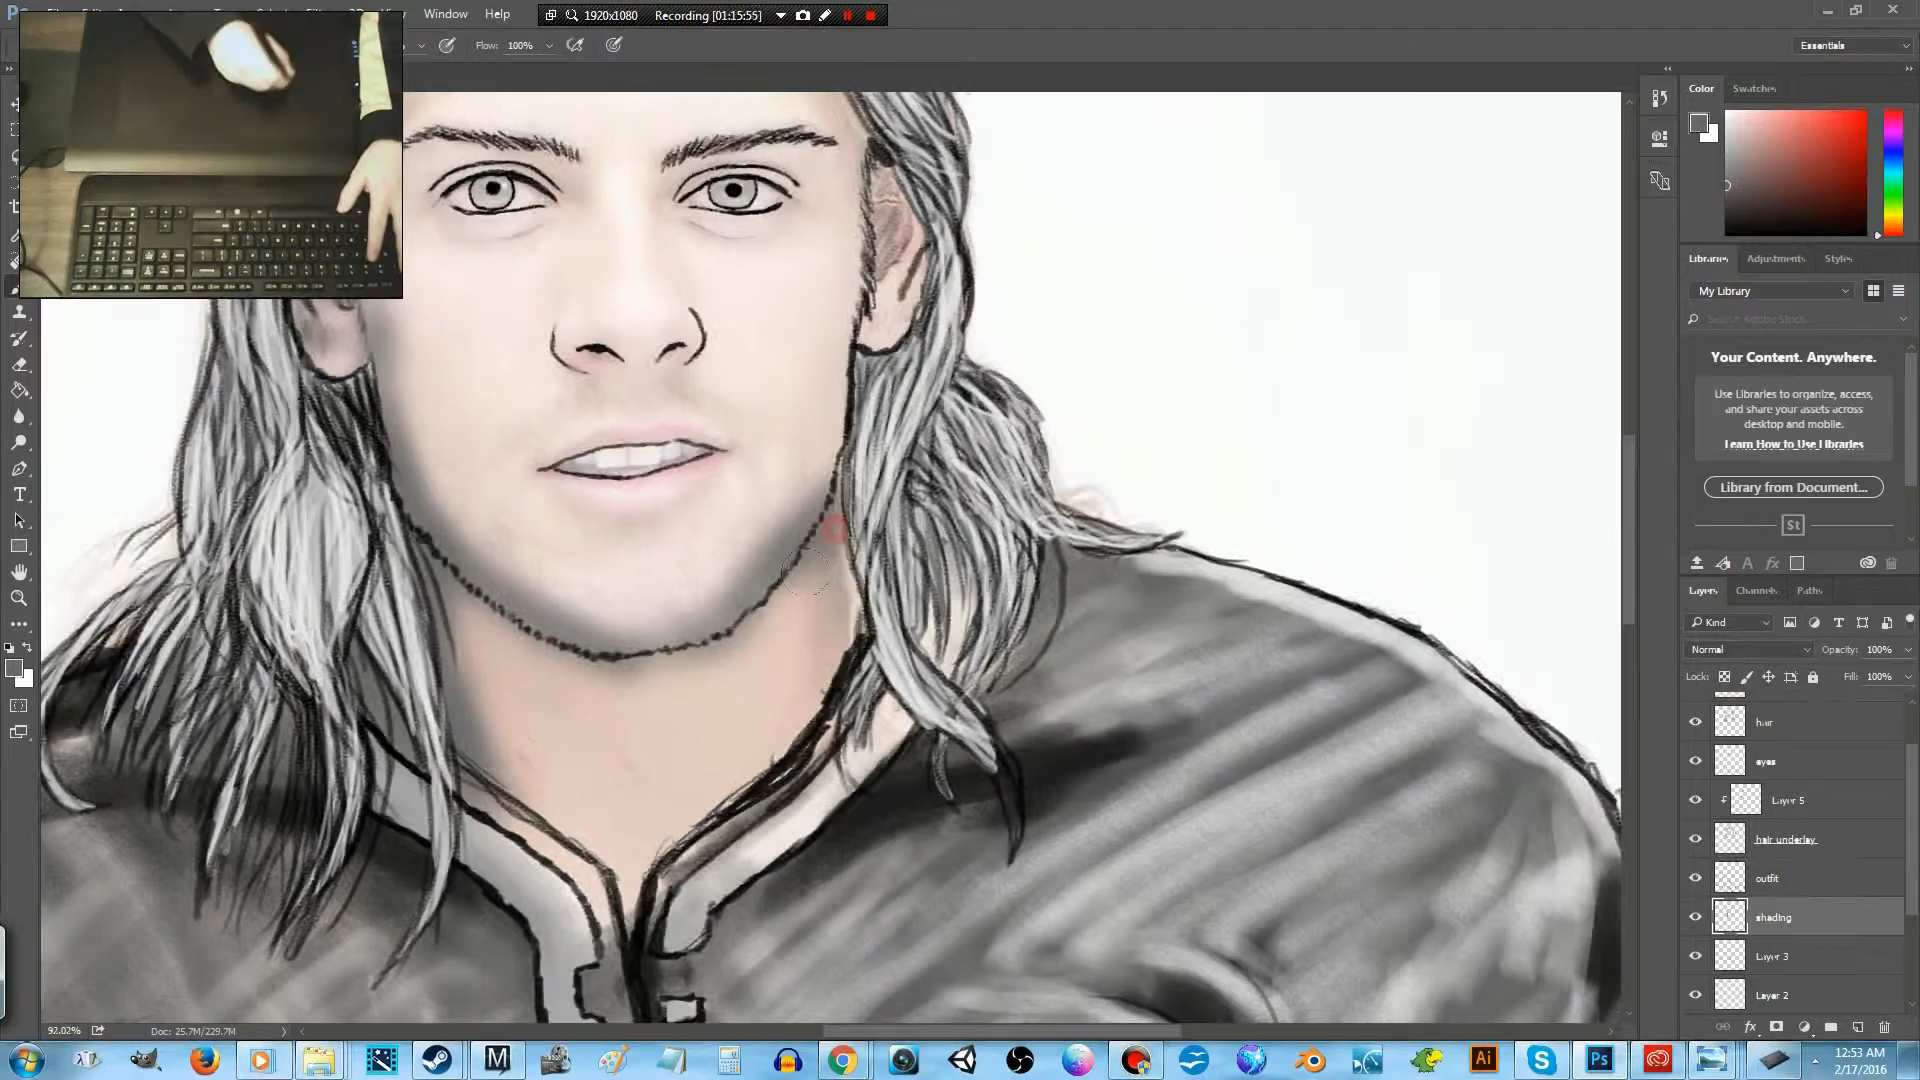 Window Help
1920x1080 Recording [01:15:55]
Flow: 100%
Essentials
Color Swatches
Libraries Adjustments Styles
My Library
Search Adobe Stock...
Your Content. Anywhere.
Use Libraries to organize, access,
and share your assets across
desktop and mobile.
Learn How to Use Libraries
Library from Document...
St
Layers Channels Paths
Kind
Normal Opacity: 100%
Lock: Fill: 100%
hair
eyes
Layer 5
hair underlay
outfit
shading
Layer 3
Layer 2
92.02% Doc: 25.7M/229.7M
12:53 AM
2/17/2016